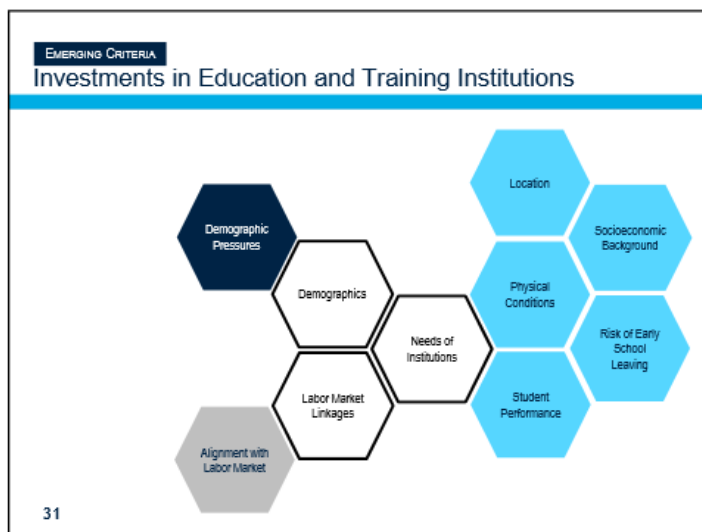 EMERGING CRITERIA
Investments in Education and Training Institutions
Location
Demographic
Pressures
Socioeconomic
Background
Demographics
Physical
Conditions
Needs of
Institutions
Risk of Early
School
Leaving
Labor Market
Linkages
Student
Performance
Alignment with
Labor Market
31